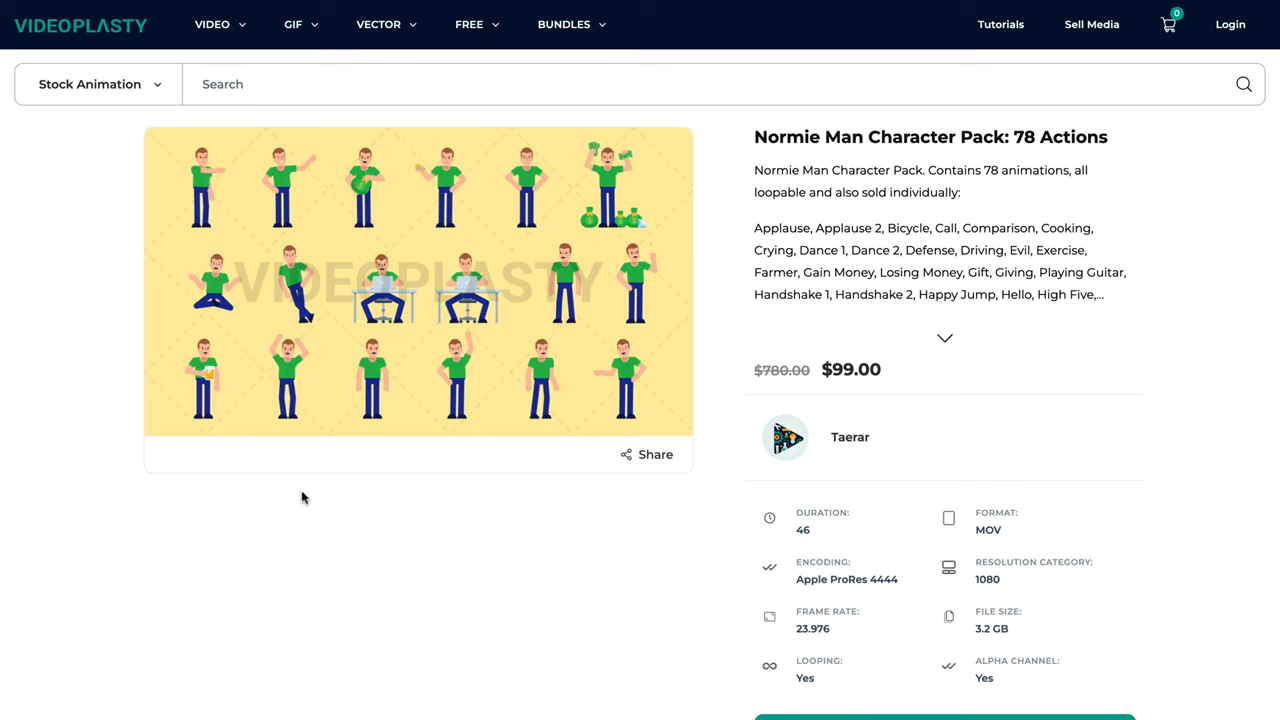 VIDEOPLASTY
VIDEO
GIF
VECTOR
FREE
BUNDLES
Tutorials
Sell Media
0
Login
Stock Animation
Search
VIDEOPLASTY
Share
Normie Man Character Pack: 78 Actions
Normie Man Character Pack. Contains 78 animations, all
loopable and also sold individually:
Applause, Applause 2, Bicycle, Call, Comparison, Cooking,
Crying, Dance 1, Dance 2, Defense, Driving, Evil, Exercise,
Farmer, Gain Money, Losing Money, Gift, Giving, Playing Guitar,
Handshake 1, Handshake 2, Happy Jump, Hello, High Five,...
$780.00 $99.00
Taerar
DURATION:
46
FORMAT:
MOV
ENCODING:
Apple ProRes 4444
RESOLUTION CATEGORY:
1080
FRAME RATE:
23.976
FILE SIZE:
3.2 GB
LOOPING:
Yes
ALPHA CHANNEL:
Yes